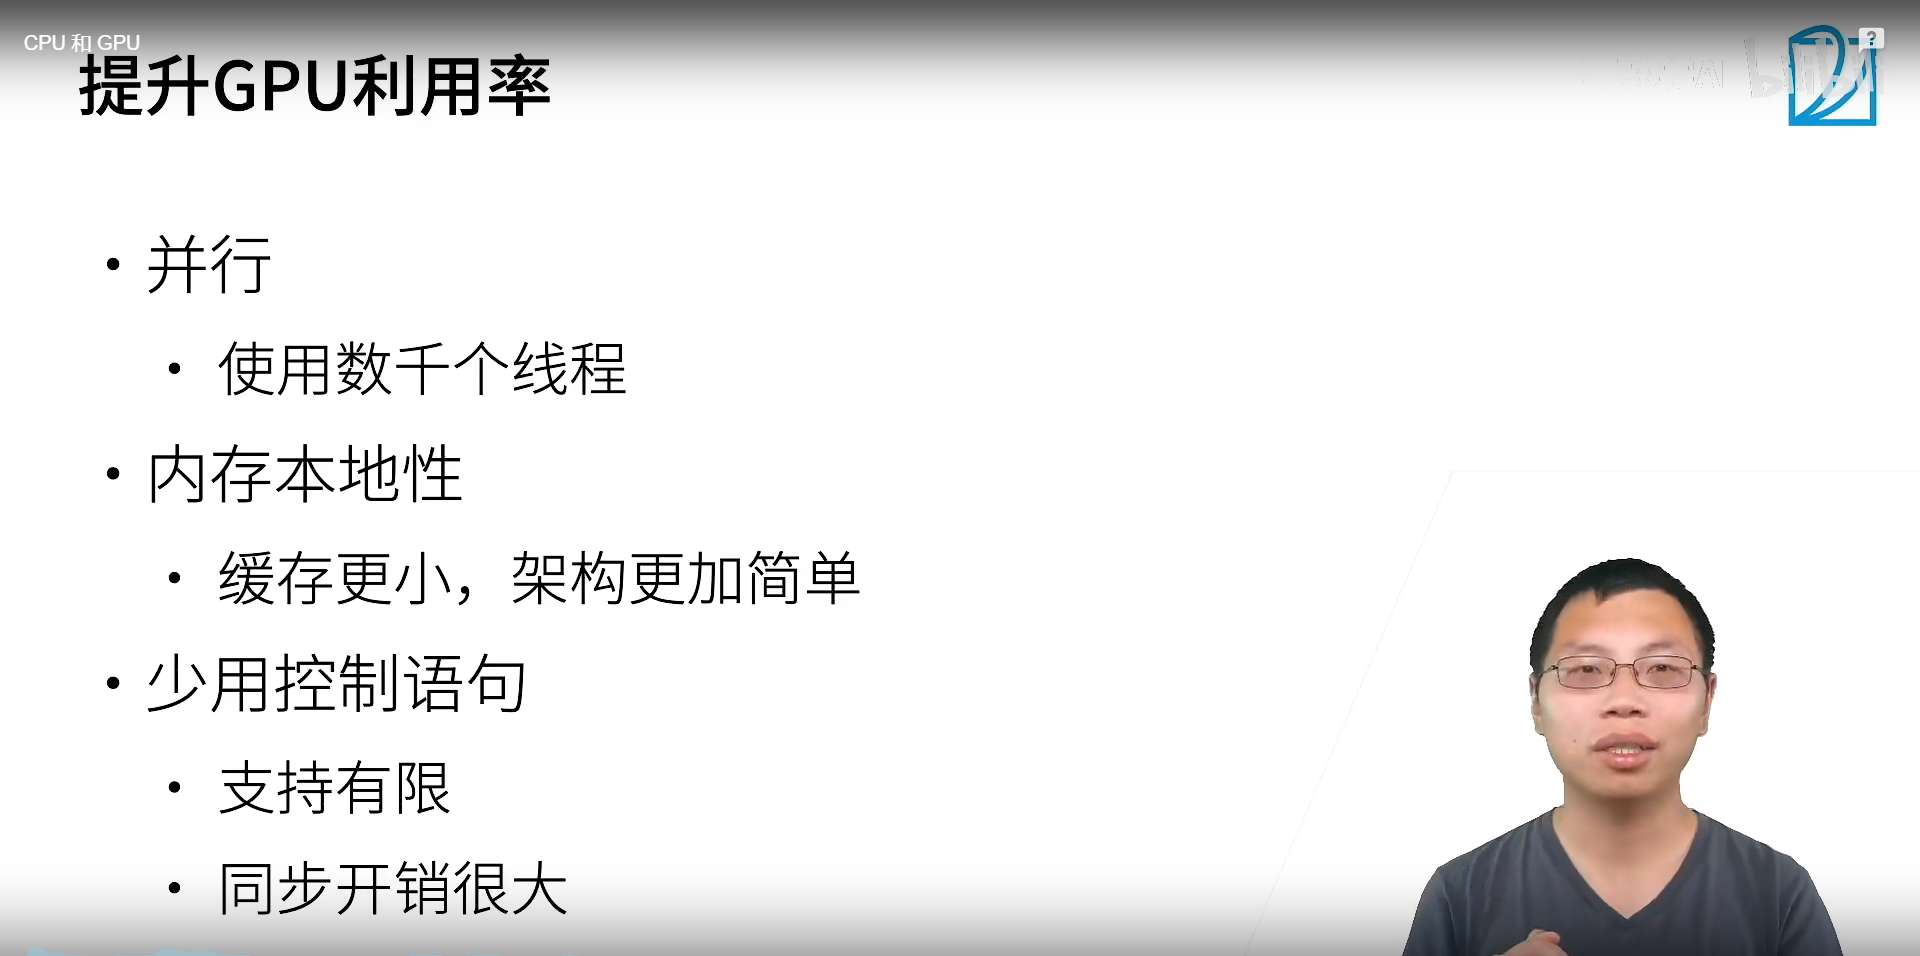 CPU 和 GPU
提升GPU利用率
• 并行
• 使用数千个线程
• 内存本地性
• 缓存更小，架构更加简单
• 少用控制语句
• 支持有限
• 同步开销很大